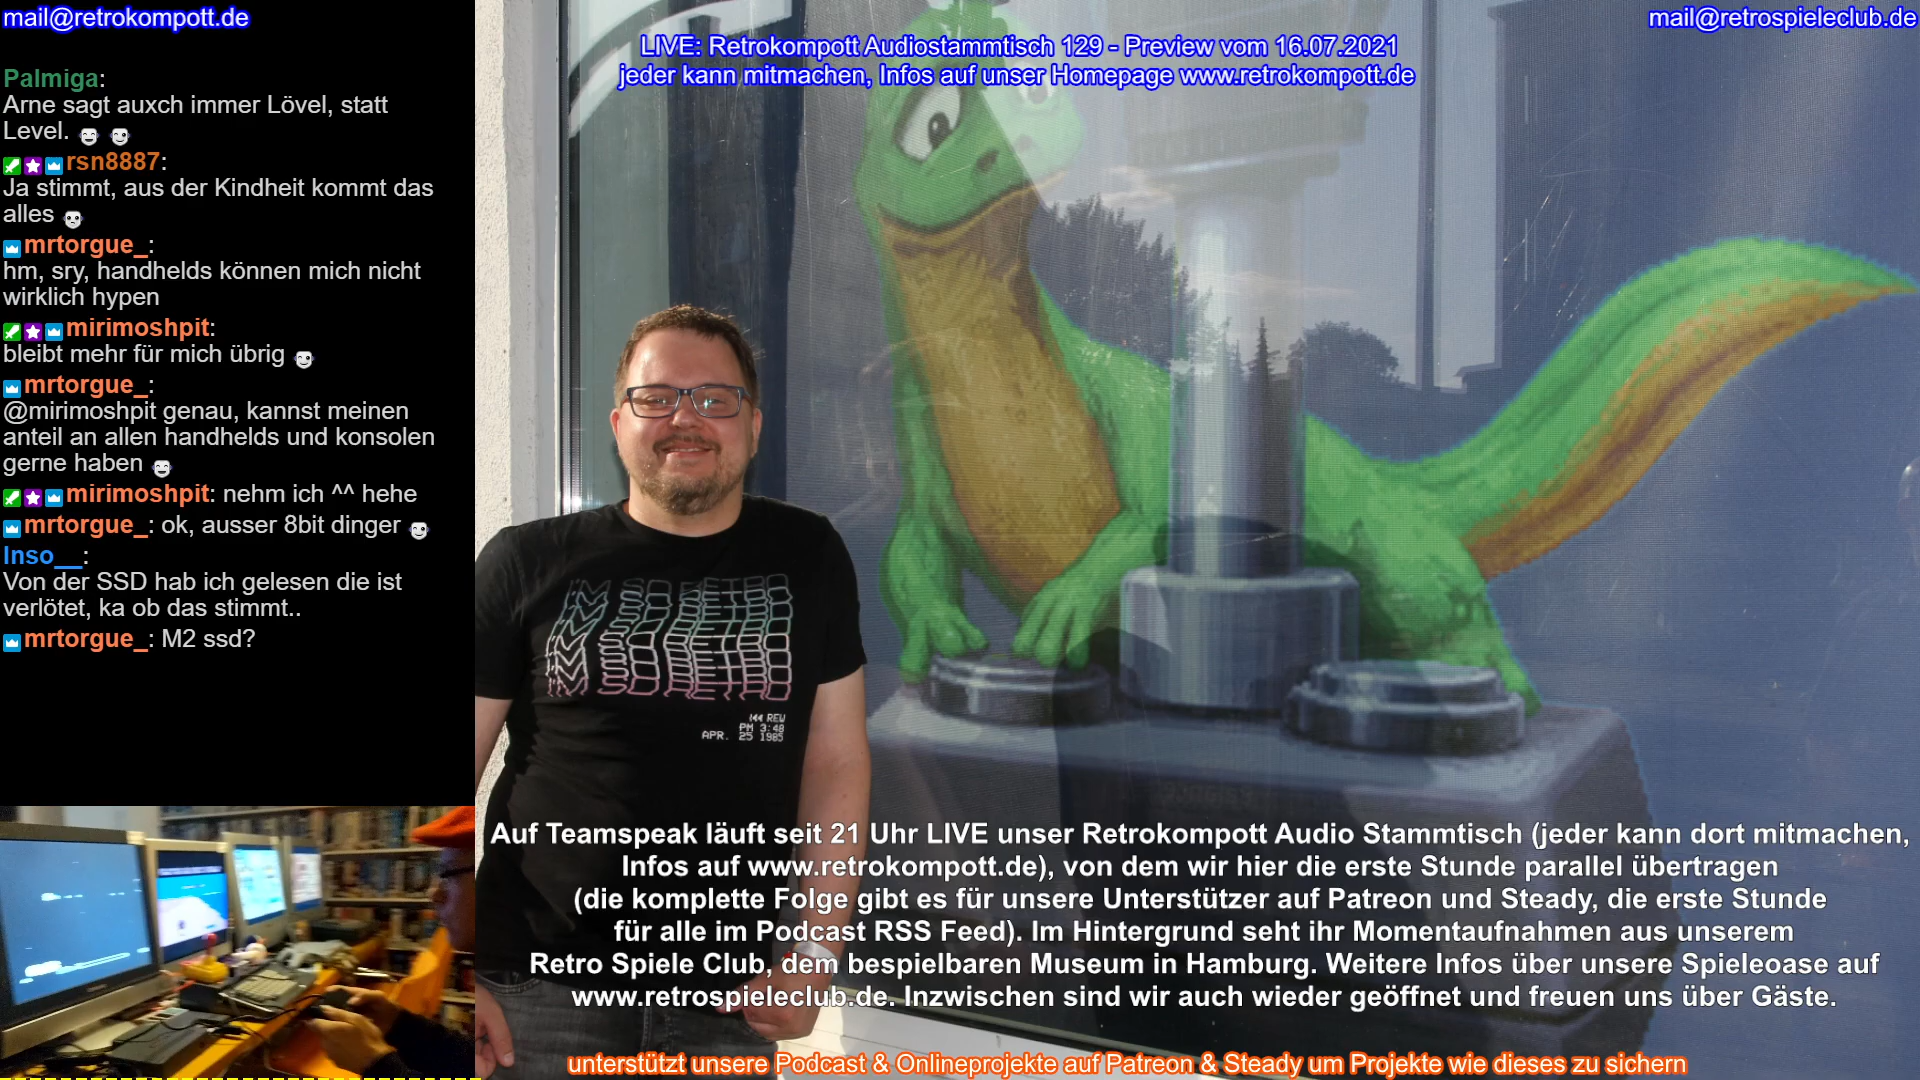 mail@retrokompott.de
mail@retrospieleclub.de
LIVE: Retrokompott Audiostammtisch 129 - Preview vom 16.07.2021
jeder kann mitmachen, Infos auf unser Homepage www.retrokompott.de
Palmiga:
Arne sagt auxch immer Lövel, statt
Level.
rsn8887:
Ja stimmt, aus der Kindheit kommt das
alles
mrtorgue_:
hm, sry, handhelds können mich nicht
wirklich hypen
mirimoshpit:
bleibt mehr für mich übrig
mrtorgue_:
@mirimoshpit genau, kannst meinen
anteil an allen handhelds und konsolen
gerne haben
mirimoshpit: nehm ich ^^ hehe
mrtorgue_: ok, ausser 8bit dinger
Inso__:
Von der SSD hab ich gelesen die ist
verlötet, ka ob das stimmt..
mrtorgue_: M2 ssd?
I'M SO RETRO
I'M SO RETRO
REW
PM 3:48
APR. 25 1985
Auf Teamspeak läuft seit 21 Uhr LIVE unser Retrokompott Audio Stammtisch (jeder kann dort mitmachen,
Infos auf www.retrokompott.de), von dem wir hier die erste Stunde parallel übertragen
(die komplette Folge gibt es für unsere Unterstützer auf Patreon und Steady, die erste Stunde
für alle im Podcast RSS Feed). Im Hintergrund seht ihr Momentaufnahmen aus unserem
Retro Spiele Club, dem bespielbaren Museum in Hamburg. Weitere Infos über unsere Spieleoase auf
www.retrospieleclub.de. Inzwischen sind wir auch wieder geöffnet und freuen uns über Gäste.
unterstützt unsere Podcast & Onlineprojekte auf Patreon & Steady um Projekte wie dieses zu sichern